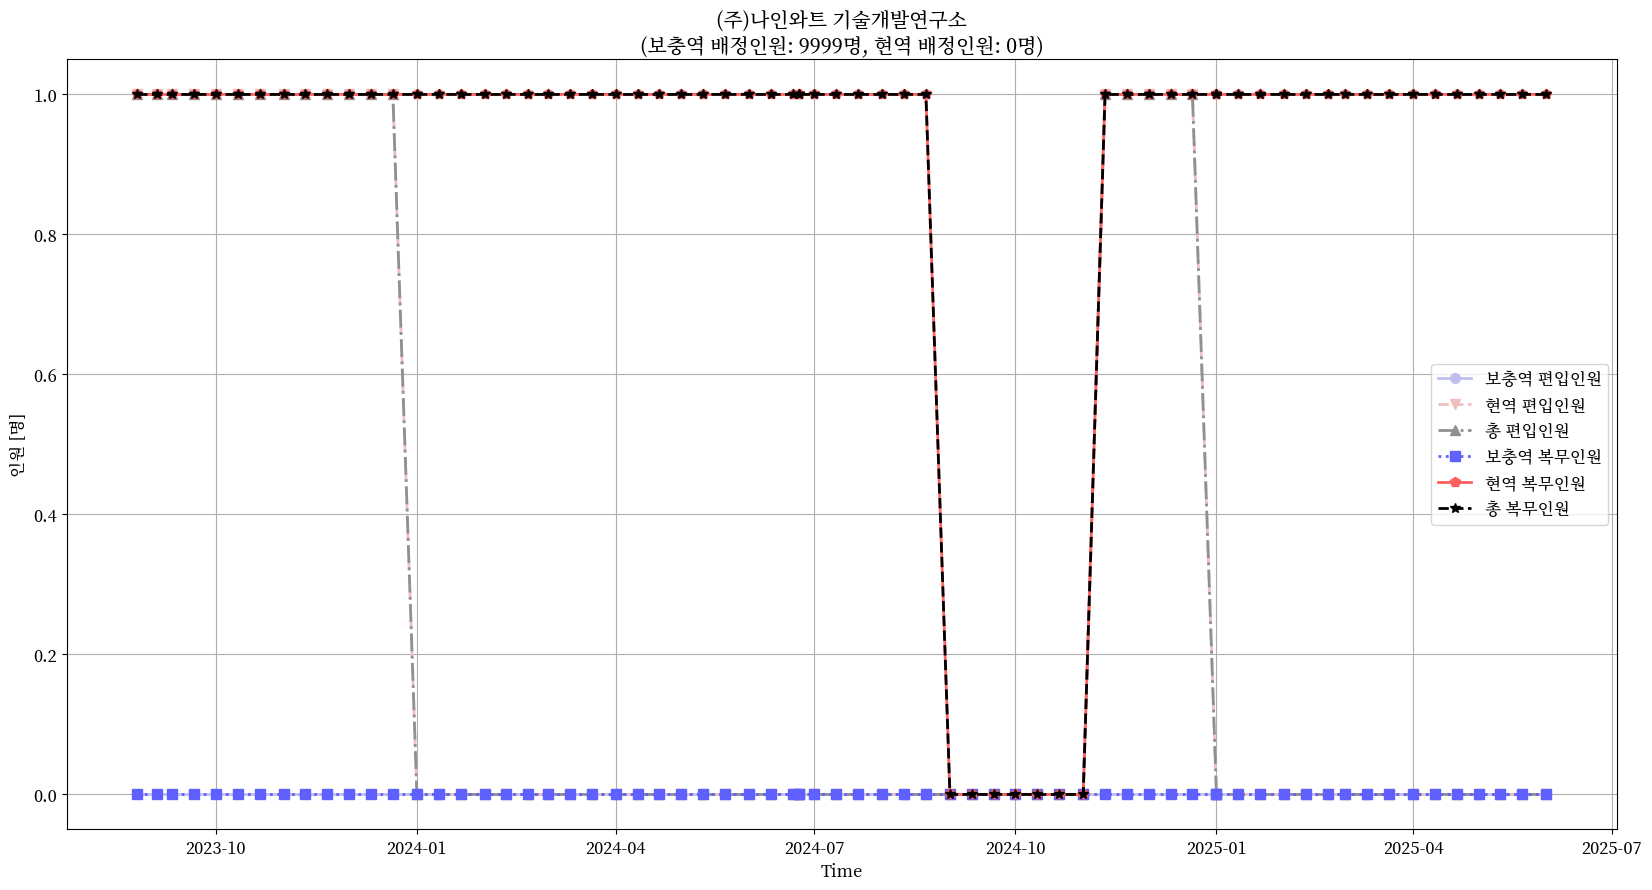 (주)나인와트 기술개발연구소
(보충역 배정인원: 9999명, 현역 배정인원: 0명)
인원 [명]
1.0
0.8
0.6
0.4
0.2
0.0
보충역 편입인원
현역 편입인원
총 편입인원
보충역 복무인원
현역 복무인원
총 복무인원
2023-10 2024-01 2024-04 2024-07 2024-10 2025-01 2025-04 2025-07
Time